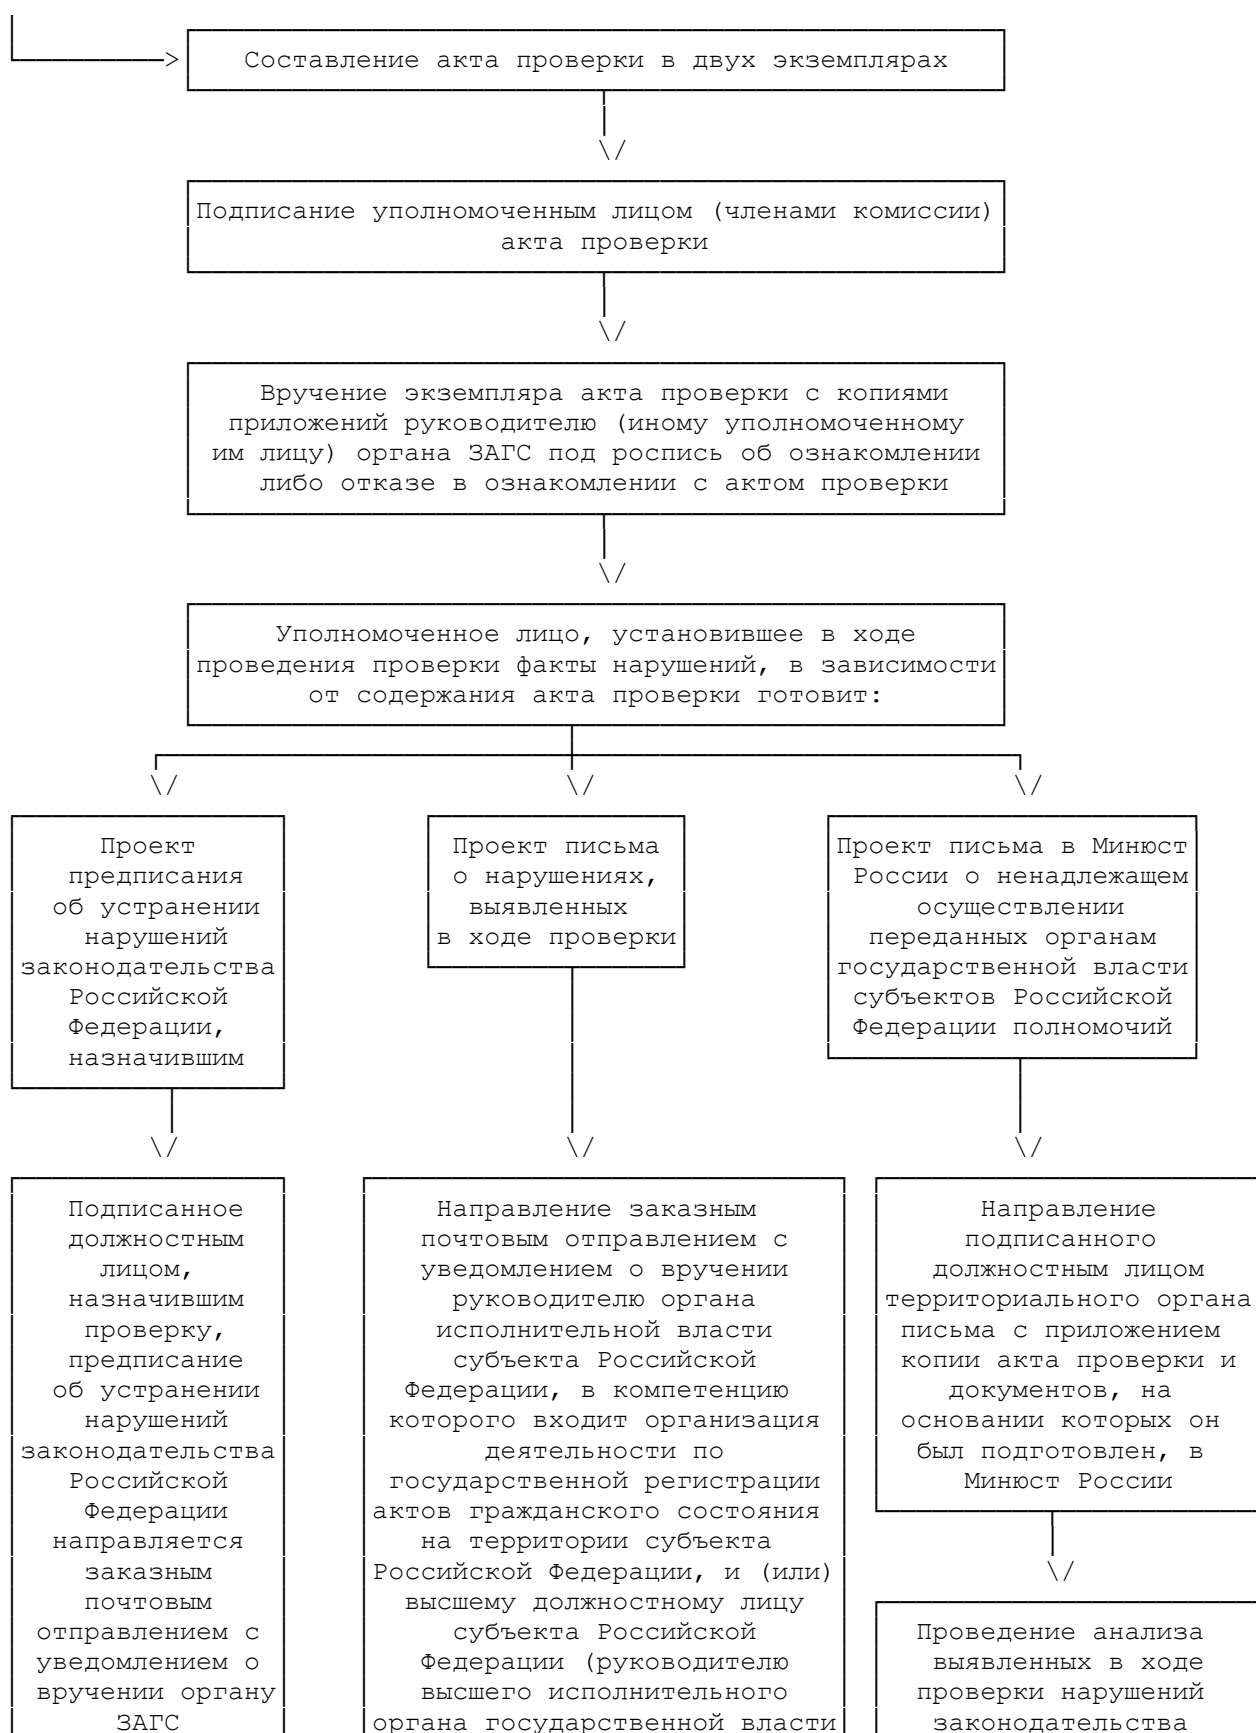 Составление акта проверки в двух экземплярах
Подписание уполномоченным лицом (членами комиссии)
акта проверки
Вручение экземпляра акта проверки с копиями
приложений руководителю (иному уполномоченному
им лицу) органа ЗАГС под роспись об ознакомлении
либо отказе в ознакомлении с актом проверки
Уполномоченное лицо, установившее в ходе
проведения проверки факты нарушений, в зависимости
от содержания акта проверки готовит:
Проект
предписания
об устранении
нарушений
законодательства
Российской
Федерации,
назначившим
Проект письма
о нарушениях,
выявленных
в ходе проверки
Проект письма в Минюст
России о ненадлежащем
осуществлении
переданных органам
государственной власти
субъектов Российской
Федерации полномочий
Подписанное
должностным
лицом,
назначившим
проверку,
предписание
об устранении
нарушений
законодательства
Российской
Федерации
направляется
заказным
почтовым
отправлением с
уведомлением о
вручении органу
ЗАГС
Направление заказным
почтовым отправлением с
уведомлением о вручении
руководителю органа
исполнительной власти
субъекта Российской
Федерации, в компетенцию
которого входит организация
деятельности по
государственной регистрации
актов гражданского состояния
на территории субъекта
Российской Федерации, и (или)
высшему должностному лицу
субъекта Российской
Федерации (руководителю
высшего исполнительного
органа государственной власти
Направление
подписанного
должностным лицом
территориального органа
письма с приложением
копии акта проверки и
документов, на
основании которых он
был подготовлен, в
Минюст России
Проведение анализа
выявленных в ходе
проверки нарушений
законодательства